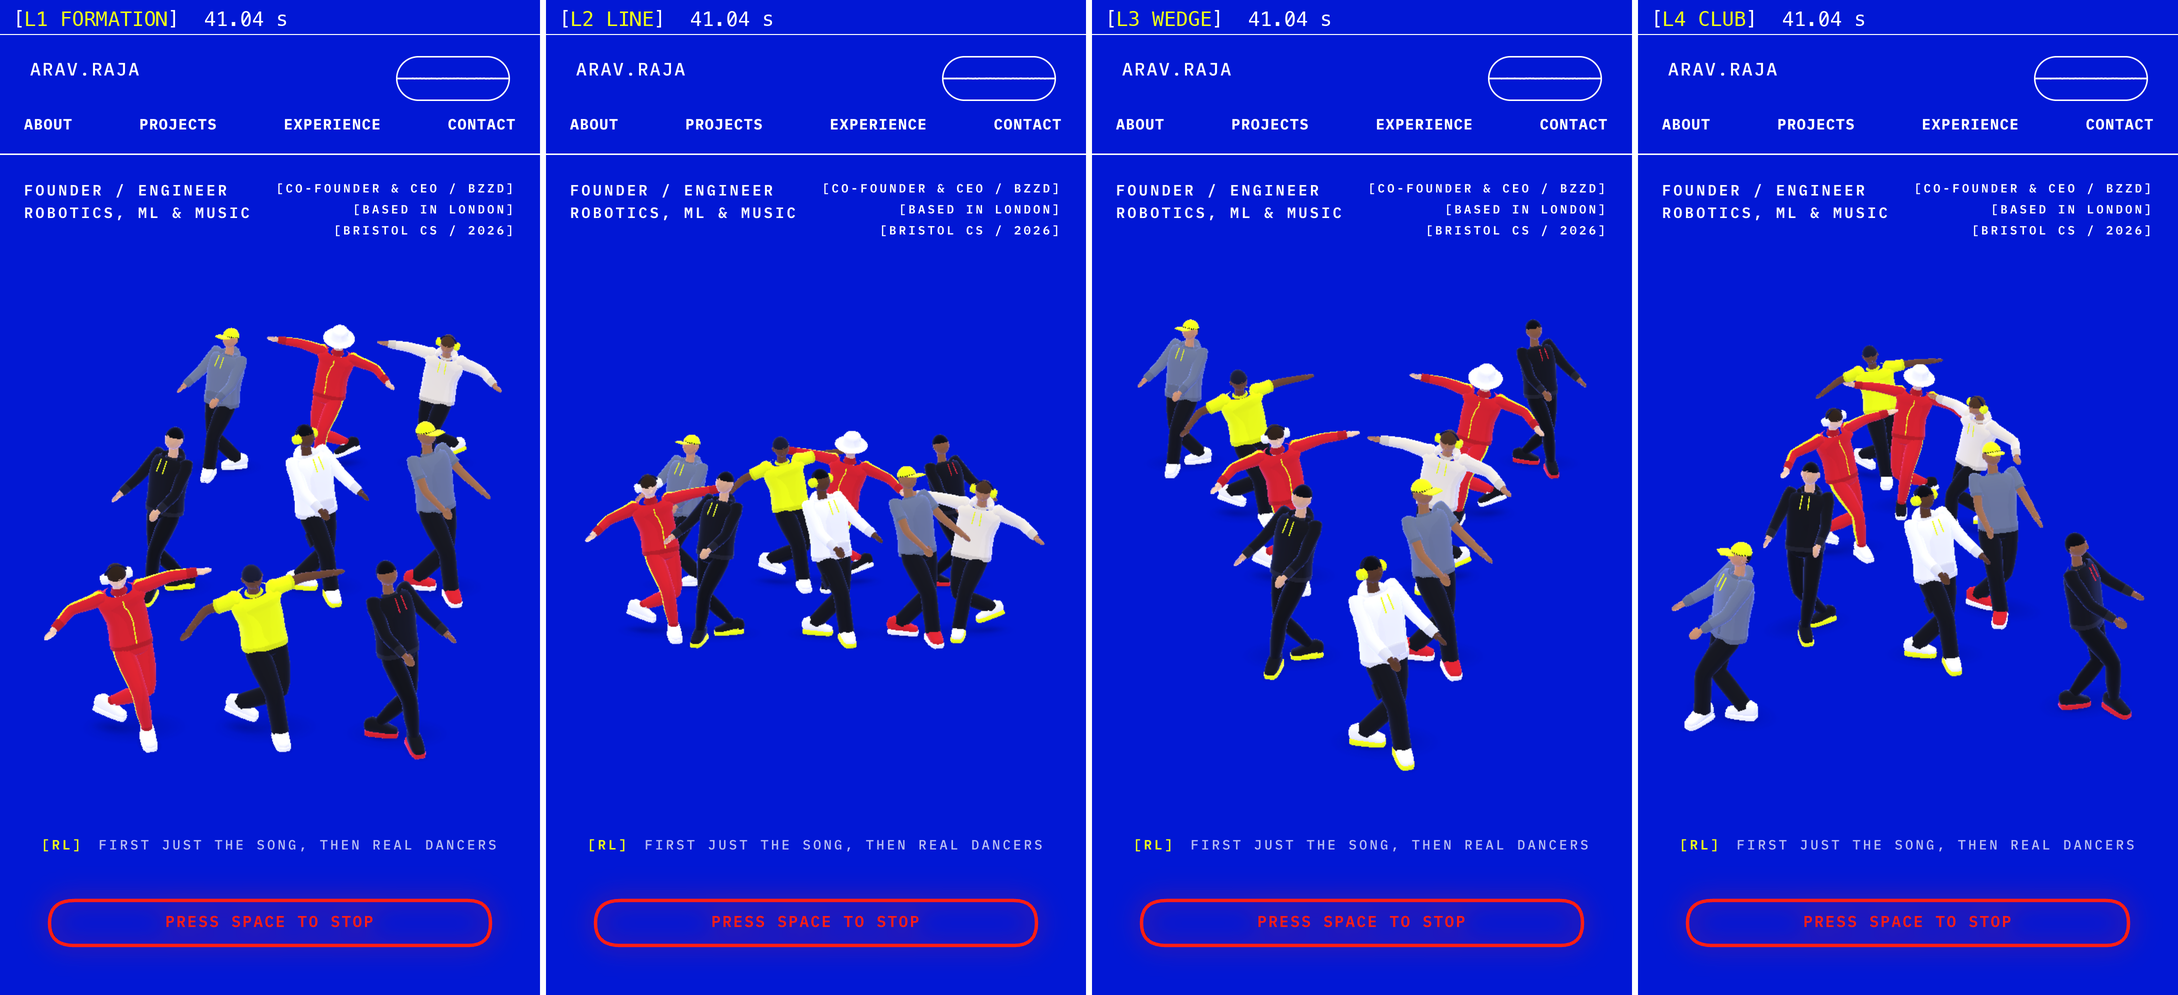 [L1 FORMATION] 41.04 s
ARAV.RAJA
ABOUT PROJECTS EXPERIENCE CONTACT
FOUNDER / ENGINEER
ROBOTICS, ML & MUSIC
[CO-FOUNDER & CEO / BZZD]
[BASED IN LONDON]
[BRISTOL CS / 2026]
[RL] FIRST JUST THE SONG, THEN REAL DANCERS
PRESS SPACE TO STOP
[L2 LINE] 41.04 s
ARAV.RAJA
ABOUT PROJECTS EXPERIENCE CONTACT
FOUNDER / ENGINEER
ROBOTICS, ML & MUSIC
[CO-FOUNDER & CEO / BZZD]
[BASED IN LONDON]
[BRISTOL CS / 2026]
[RL] FIRST JUST THE SONG, THEN REAL DANCERS
PRESS SPACE TO STOP
[L3 WEDGE] 41.04 s
ARAV.RAJA
ABOUT PROJECTS EXPERIENCE CONTACT
FOUNDER / ENGINEER
ROBOTICS, ML & MUSIC
[CO-FOUNDER & CEO / BZZD]
[BASED IN LONDON]
[BRISTOL CS / 2026]
[RL] FIRST JUST THE SONG, THEN REAL DANCERS
PRESS SPACE TO STOP
[L4 CLUB] 41.04 s
ARAV.RAJA
ABOUT PROJECTS EXPERIENCE CONTACT
FOUNDER / ENGINEER
ROBOTICS, ML & MUSIC
[CO-FOUNDER & CEO / BZZD]
[BASED IN LONDON]
[BRISTOL CS / 2026]
[RL] FIRST JUST THE SONG, THEN REAL DANCERS
PRESS SPACE TO STOP